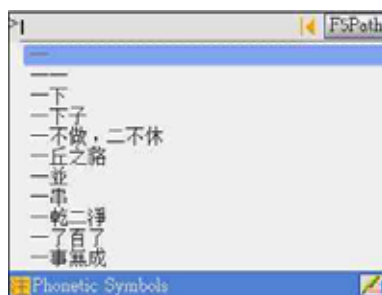 >
F5Path
一
一一
一下
一下子
一不做，二不休
一丘之貉
一並
一串
一乾二淨
一了百了
一事無成
Phonetic Symbols